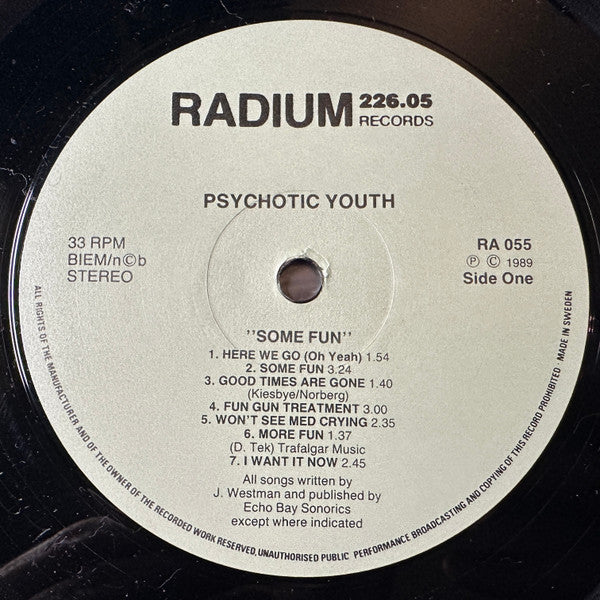 RADIUM 226.05
RECORDS
PSYCHOTIC YOUTH
33 RPM
BIEM/n©b
STEREO
RA 055
℗ © 1989
Side One
''SOME FUN''
1. HERE WE GO (Oh Yeah) 1.54
2. SOME FUN 3.24
3. GOOD TIMES ARE GONE 1.40
(Kiesbye/Norberg)
4. FUN GUN TREATMENT 3.00
5. WON'T SEE MED CRYING 2.35
6. MORE FUN 1.37
(D. Tek) Trafalgar Music
7. I WANT IT NOW 2.45
All songs written by
J. Westman and published by
Echo Bay Sonorics
except where indicated
ALL RIGHTS OF THE MANUFACTURER AND OF THE OWNER OF THE RECORDED WORK RESERVED, UNAUTHORISED PUBLIC PERFORMANCE BROADCASTING AND COPYING OF THIS RECORD PROHIBITED · MADE IN SWEDEN